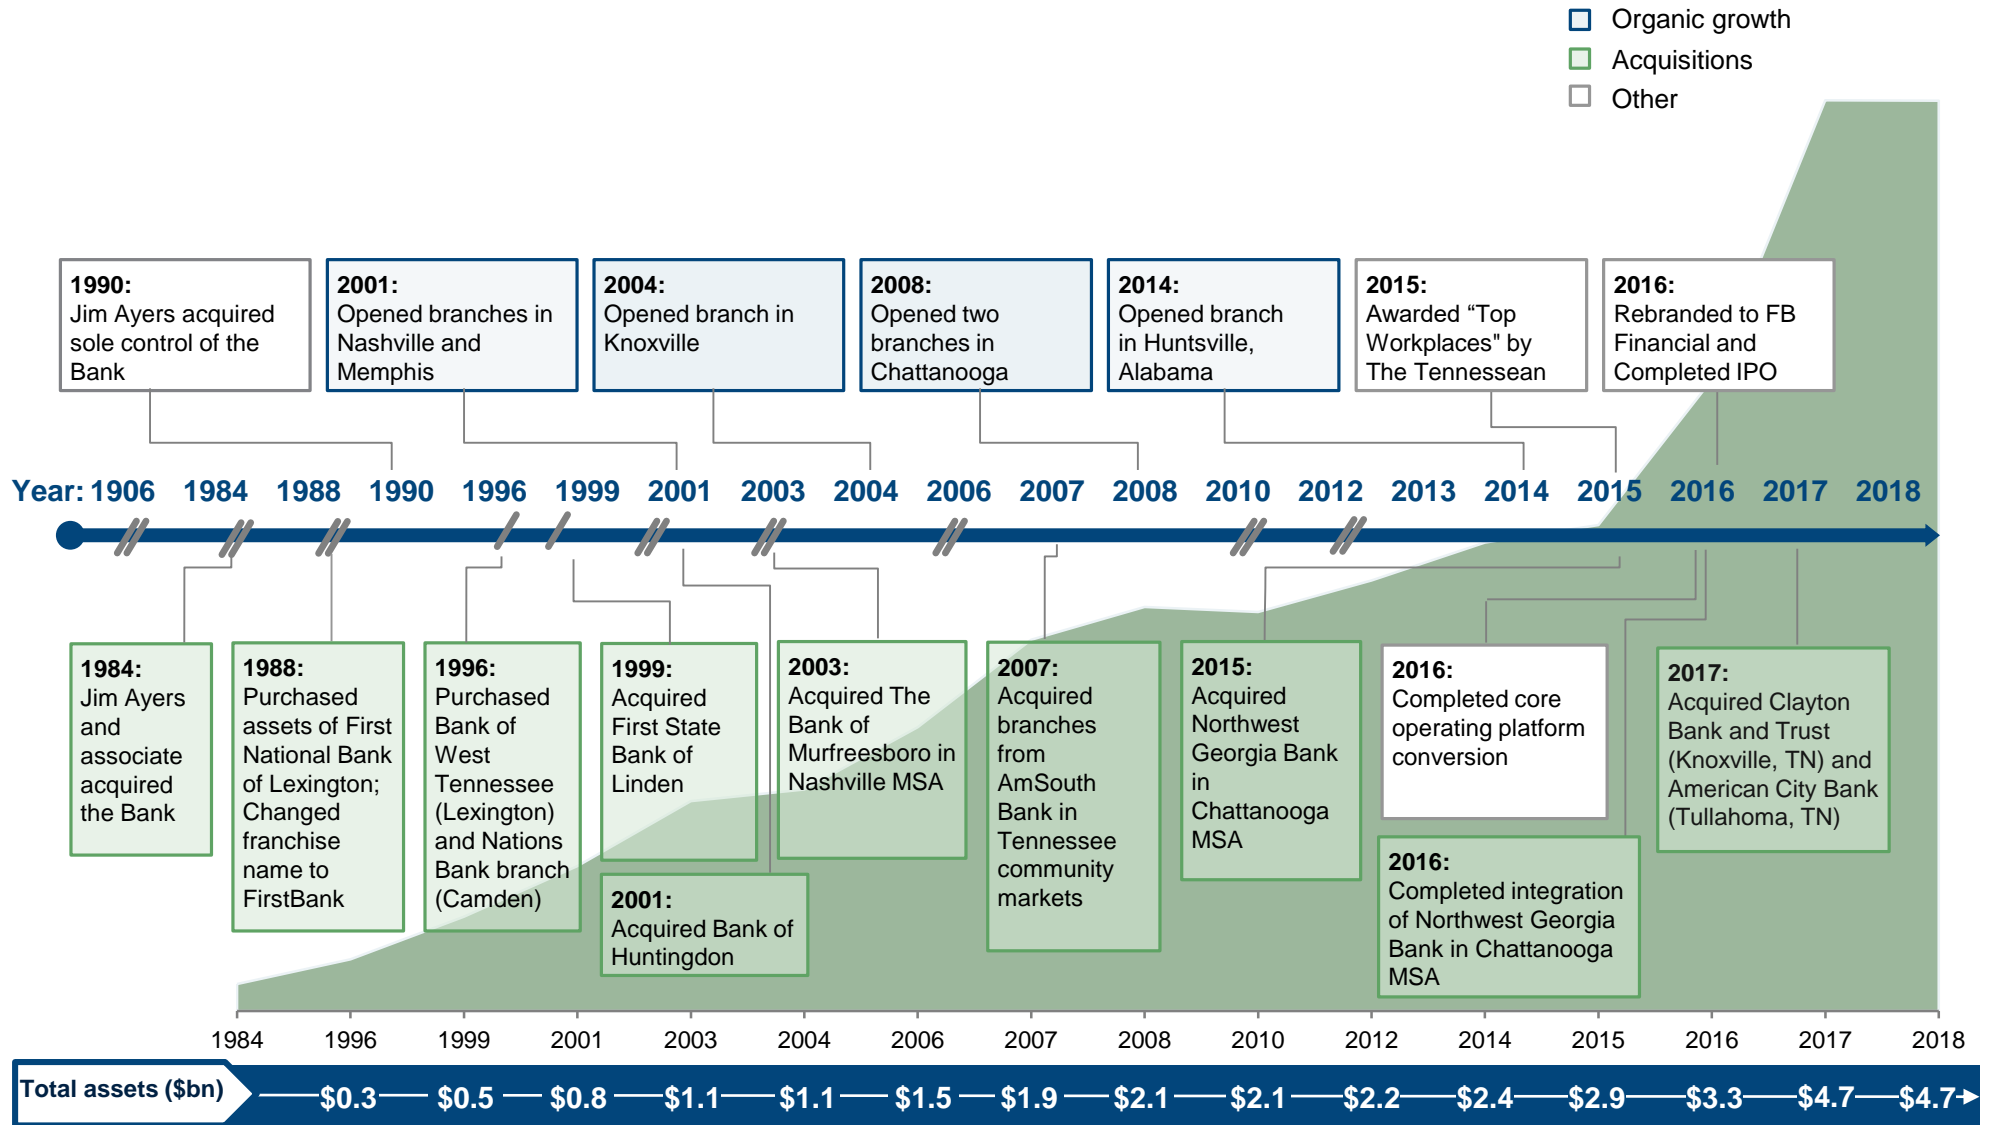 Organic growth
Acquisitions
Other
1990:
Jim Ayers acquired
sole control of the
Bank
2001:
Opened branches in
Nashville and
Memphis
2004:
Opened branch in
Knoxville
2008:
Opened two
branches in
Chattanooga
2014:
Opened branch
in Huntsville,
Alabama
2015:
Awarded “Top
Workplaces" by
The Tennessean
2016:
Rebranded to FB
Financial and
Completed IPO
Year: 1906 1984 1988 1990 1996 1999 2001 2003 2004 2006 2007 2008 2010 2012 2013 2014 2015 2016 2017 2018
1984:
Jim Ayers
and
associate
acquired
the Bank
1988:
Purchased
assets of First
National Bank
of Lexington;
Changed
franchise
name to
FirstBank
1996:
Purchased
Bank of
West
Tennessee
(Lexington)
and Nations
Bank branch
(Camden)
1999:
Acquired
First State
Bank of
Linden
2001:
Acquired Bank of
Huntingdon
2003:
Acquired The
Bank of
Murfreesboro in
Nashville MSA
2007:
Acquired
branches
from
AmSouth
Bank in
Tennessee
community
markets
2015:
Acquired
Northwest
Georgia Bank
in
Chattanooga
MSA
2016:
Completed core
operating platform
conversion
2016:
Completed integration
of Northwest Georgia
Bank in Chattanooga
MSA
2017:
Acquired Clayton
Bank and Trust
(Knoxville, TN) and
American City Bank
(Tullahoma, TN)
1984 1996 1999 2001 2003 2004 2006 2007 2008 2010 2012 2014 2015 2016 2017 2018
Total assets ($bn) $0.3 $0.5 $0.8 $1.1 $1.1 $1.5 $1.9 $2.1 $2.1 $2.2 $2.4 $2.9 $3.3 $4.7 $4.7